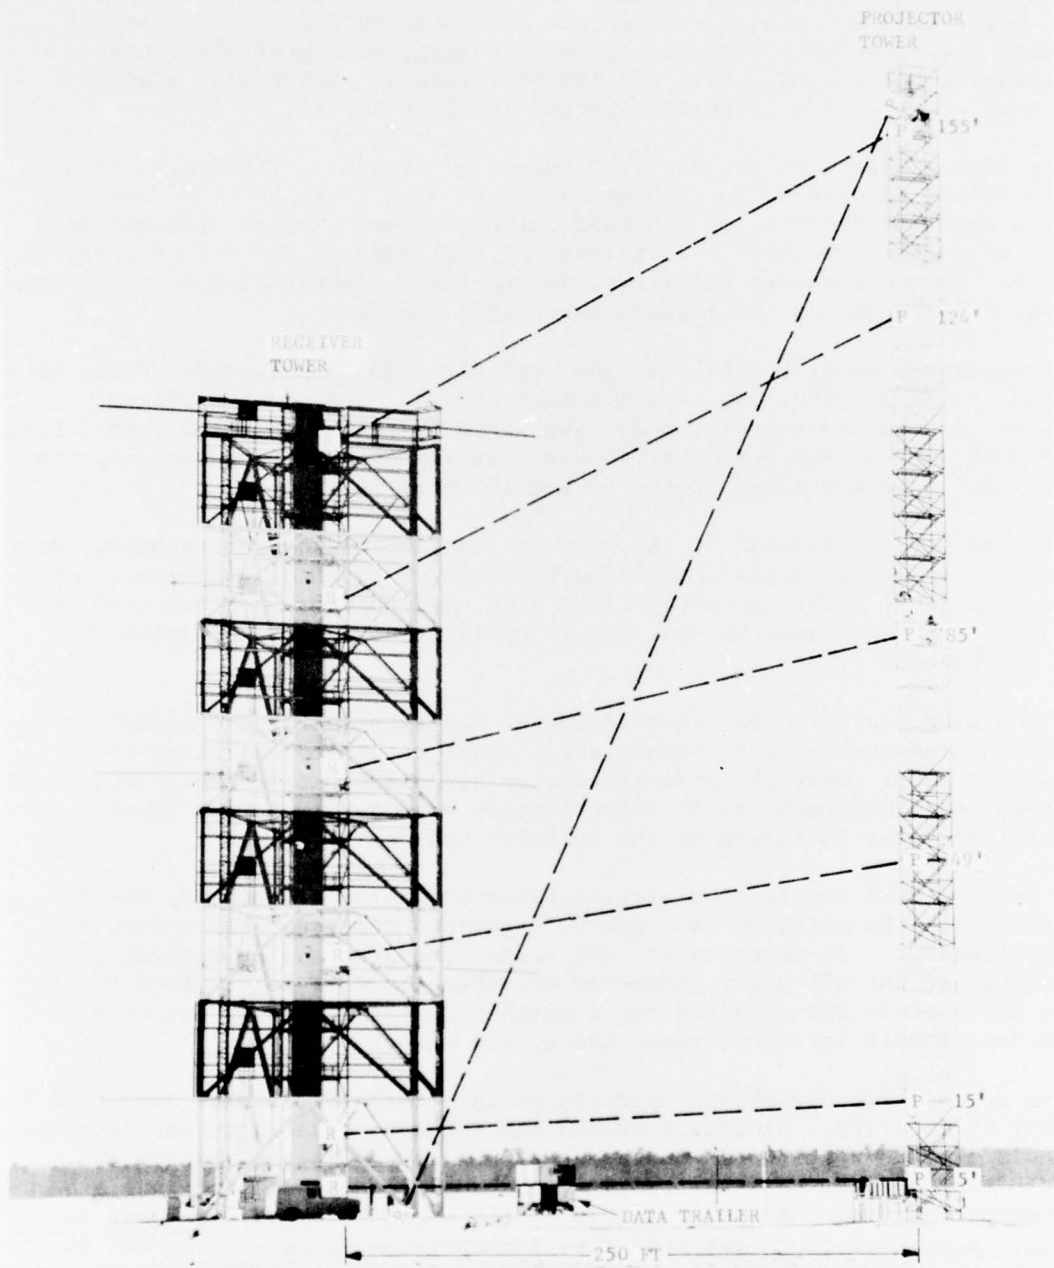 PROJECTOR
TOWER
P 155'
P 124'
RECEIVER
TOWER
R
P 85'
R
P 49'
R
P 15'
R
P 5'
R
DATA TRAILER
250 FT